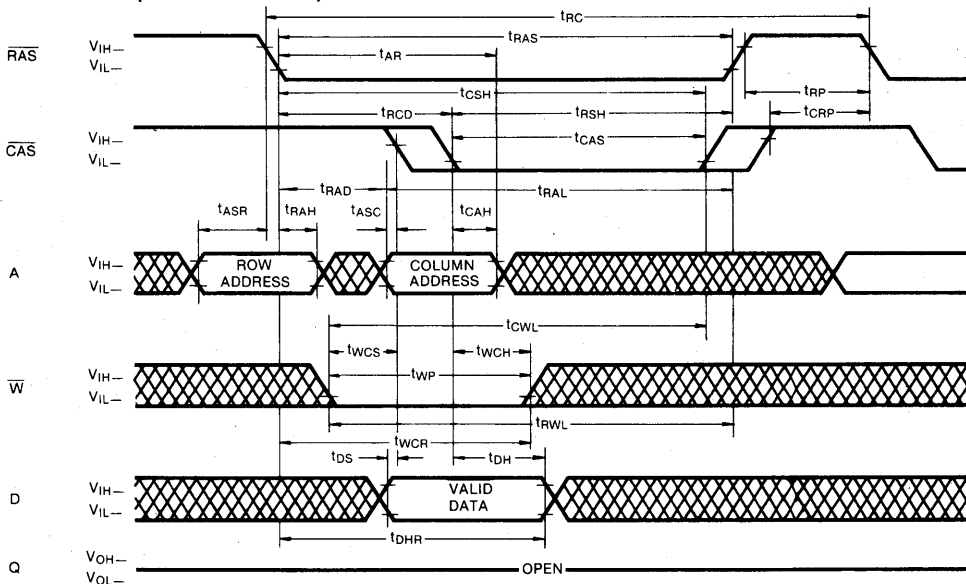 tRC
RAS
VIH—
VIL—
tRAS
tAR
tRP
tCSH
tRCD
tRSH
tCRP
CAS
VIH—
VIL—
tCAS
tRAD
tRAL
tASR
tRAH
tASC
tCAH
A
VIH—
VIL—
ROW
ADDRESS
COLUMN
ADDRESS
tCWL
tWCS
tWCH
W
VIH—
VIL—
tWP
tRWL
tWCR
tDS
tDH
D
VIH—
VIL—
VALID
DATA
tDHR
Q
VOH—
VOL—
OPEN